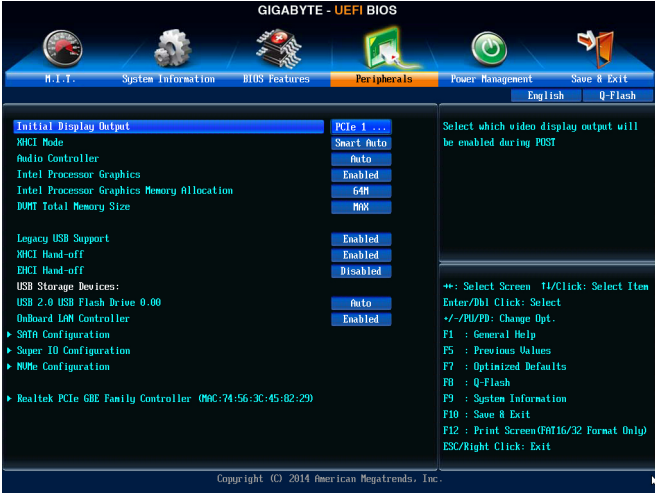 GIGABYTE - UEFI BIOS
M.I.T. System Information BIOS Features Peripherals Power Management Save & Exit
English Q-Flash
Initial Display Output PCIe 1 ...
XHCI Mode Smart Auto
Audio Controller Auto
Intel Processor Graphics Enabled
Intel Processor Graphics Memory Allocation 64M
DVMT Total Memory Size MAX
Legacy USB Support Enabled
XHCI Hand-off Enabled
EHCI Hand-off Disabled
USB Storage Devices:
USB 2.0 USB Flash Drive 0.00 Auto
OnBoard LAN Controller Enabled
SATA Configuration
Super IO Configuration
NVMe Configuration
Realtek PCIe GBE Family Controller (MAC:74:56:3C:45:82:29)
Select which video display output will
be enabled during POST
→←: Select Screen ↑↓/Click: Select Item
Enter/Dbl Click: Select
+/-/PU/PD: Change Opt.
F1 : General Help
F5 : Previous Values
F7 : Optimized Defaults
F8 : Q-Flash
F9 : System Information
F10 : Save & Exit
F12 : Print Screen(FAT16/32 Format Only)
ESC/Right Click: Exit
Copyright (C) 2014 American Megatrends, Inc.